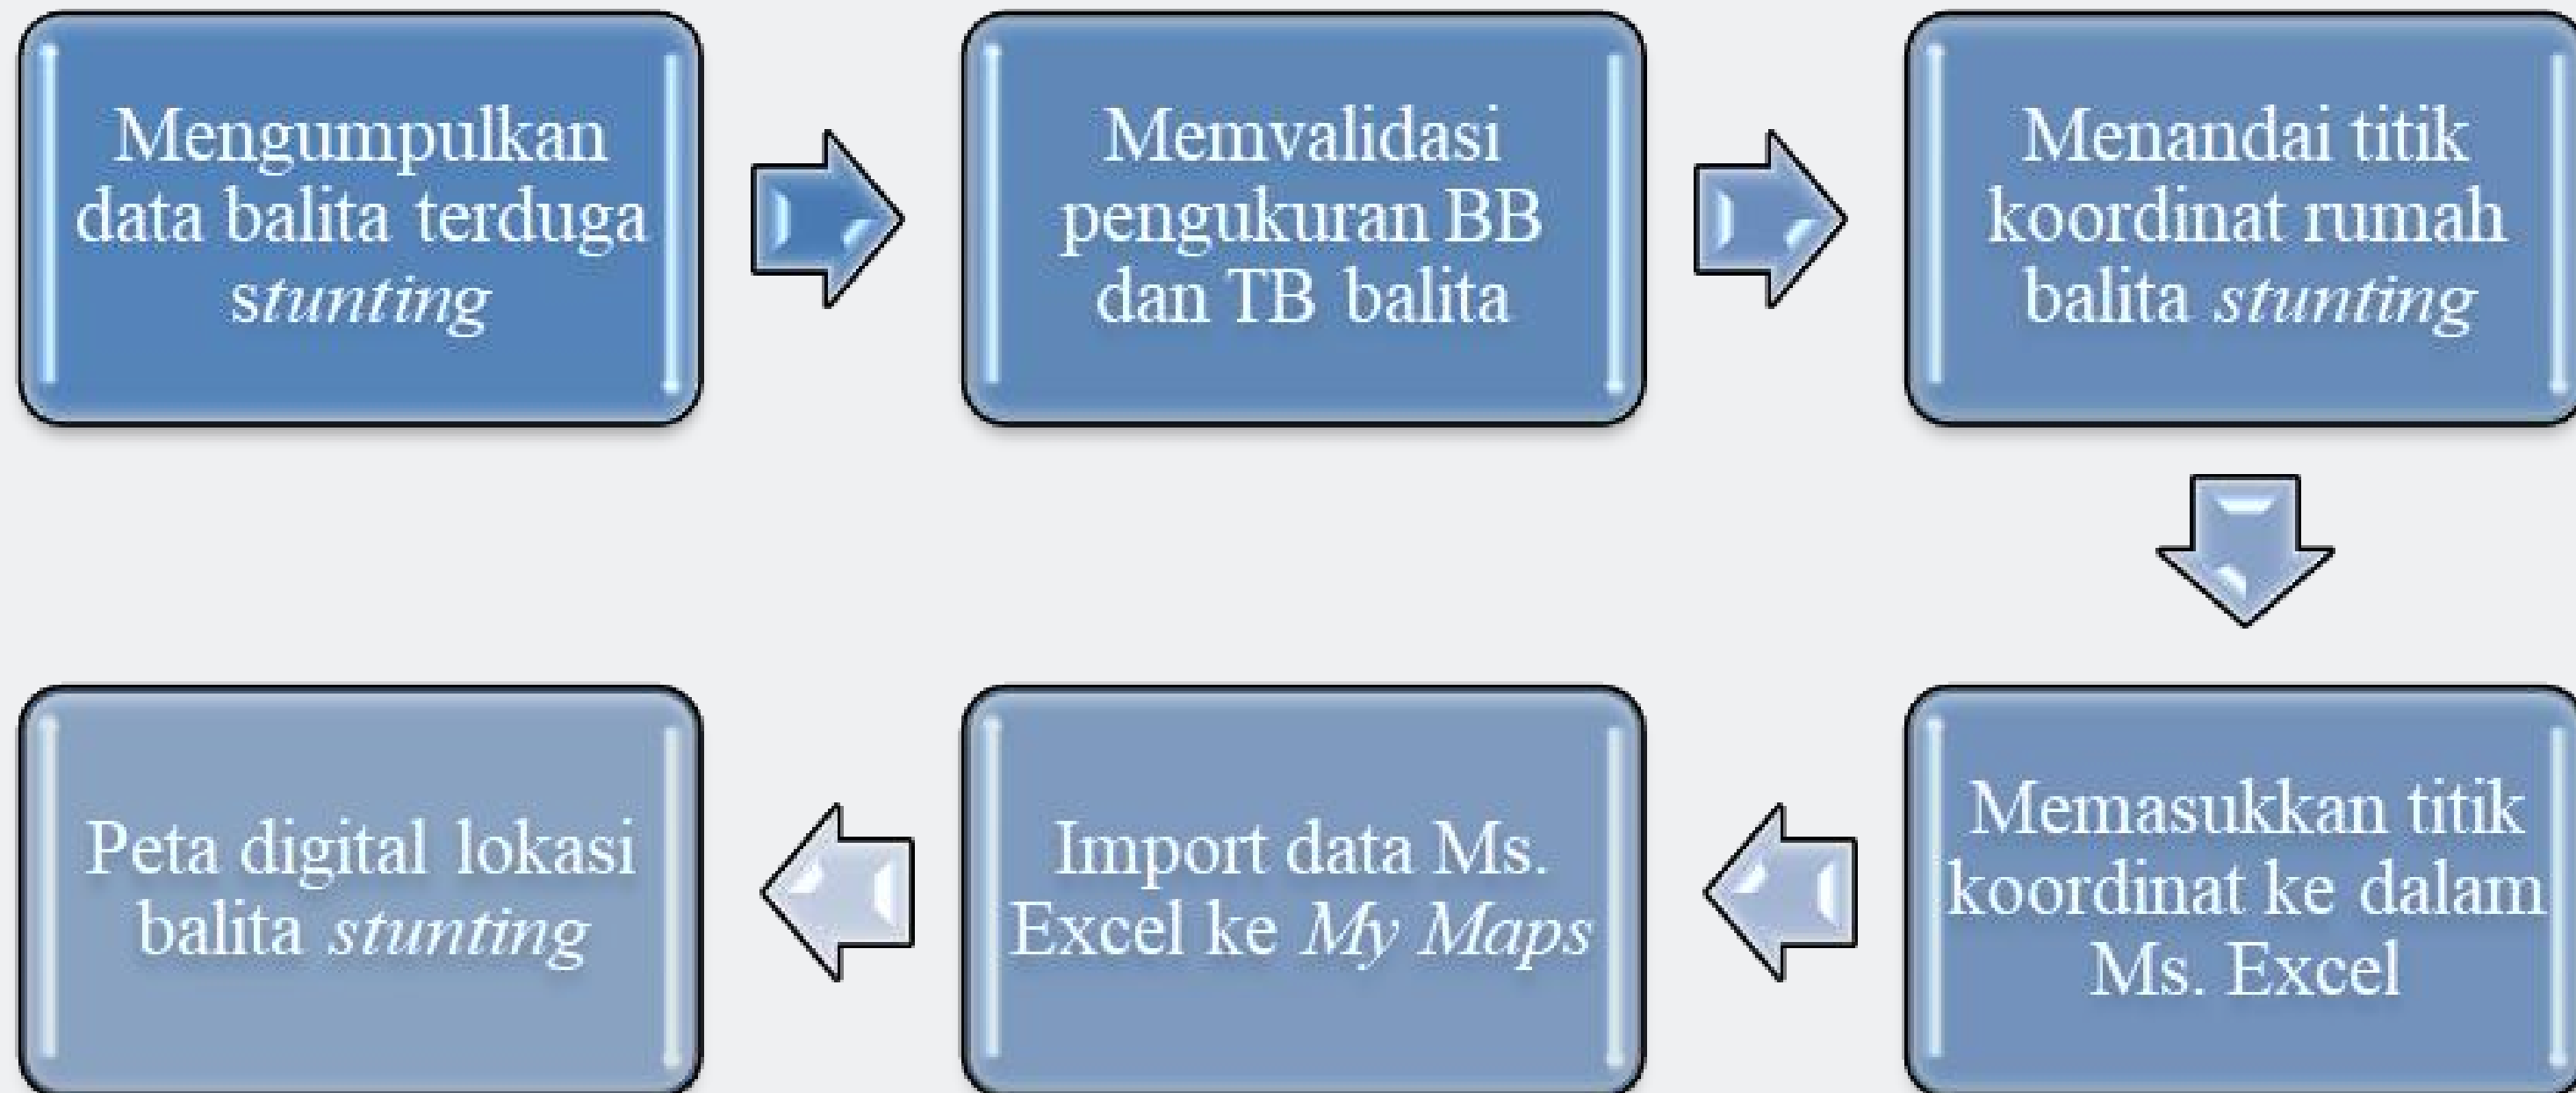 Mengumpulkan
data balita terduga
stunting
Memvalidasi
pengukuran BB
dan TB balita
Menandai titik
koordinat rumah
balita stunting
Memasukkan titik
koordinat ke dalam
Ms. Excel
Import data Ms.
Excel ke My Maps
Peta digital lokasi
balita stunting